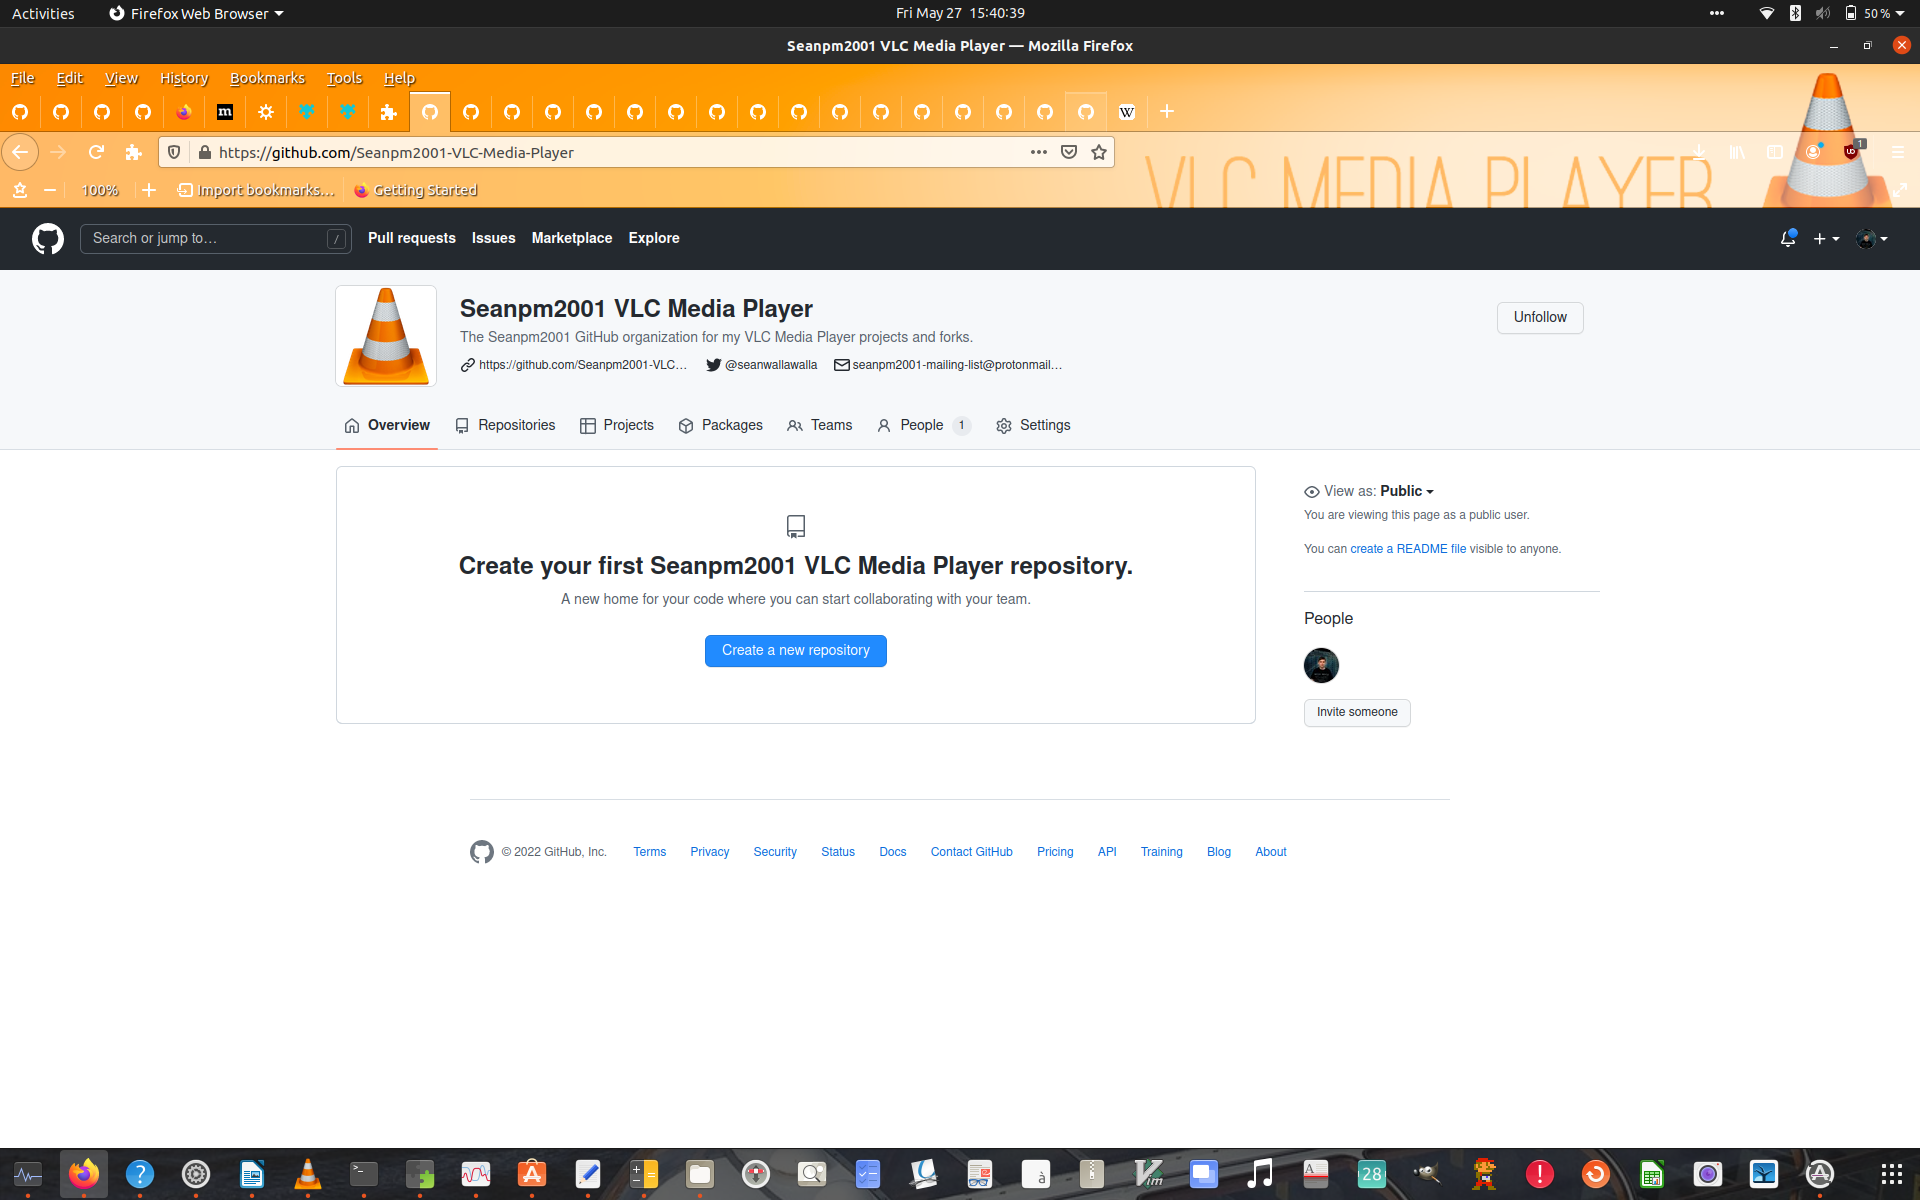 Activities Firefox Web Browser Fri May 27 15:40:39 50 %
Seanpm2001 VLC Media Player — Mozilla Firefox
File Edit View History Bookmarks Tools Help
m W
https://github.com/Seanpm2001-VLC-Media-Player 1
100% Import bookmarks… Getting Started
VLC MEDIA PLAYER
Search or jump to… / Pull requests Issues Marketplace Explore
Seanpm2001 VLC Media Player
Unfollow
The Seanpm2001 GitHub organization for my VLC Media Player projects and forks.
https://github.com/Seanpm2001-VLC… @seanwallawalla seanpm2001-mailing-list@protonmail…
Overview Repositories Projects Packages Teams People 1 Settings
View as: Public
You are viewing this page as a public user.
You can create a README file visible to anyone.
Create your first Seanpm2001 VLC Media Player repository.
A new home for your code where you can start collaborating with your team.
Create a new repository
People
Invite someone
© 2022 GitHub, Inc. Terms Privacy Security Status Docs Contact GitHub Pricing API Training Blog About
? >_ A à Vim A 28 !